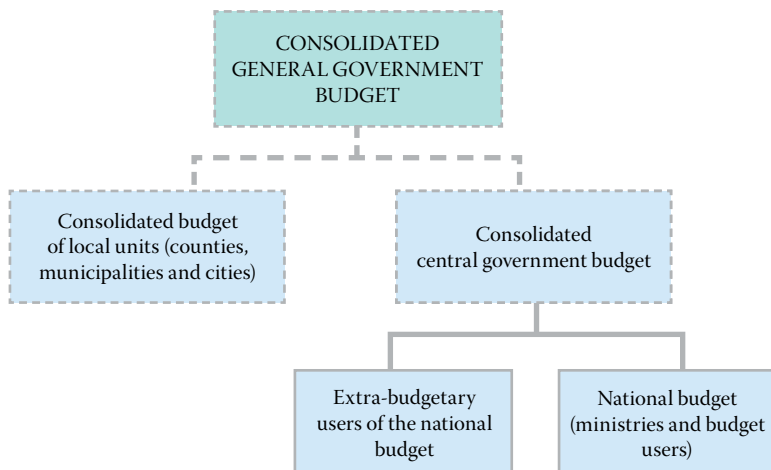 CONSOLIDATED
GENERAL GOVERNMENT
BUDGET
Consolidated budget
of local units (counties,
municipalities and cities)
Consolidated
central government budget
Extra-budgetary
users of the national
budget
National budget
(ministries and budget
users)